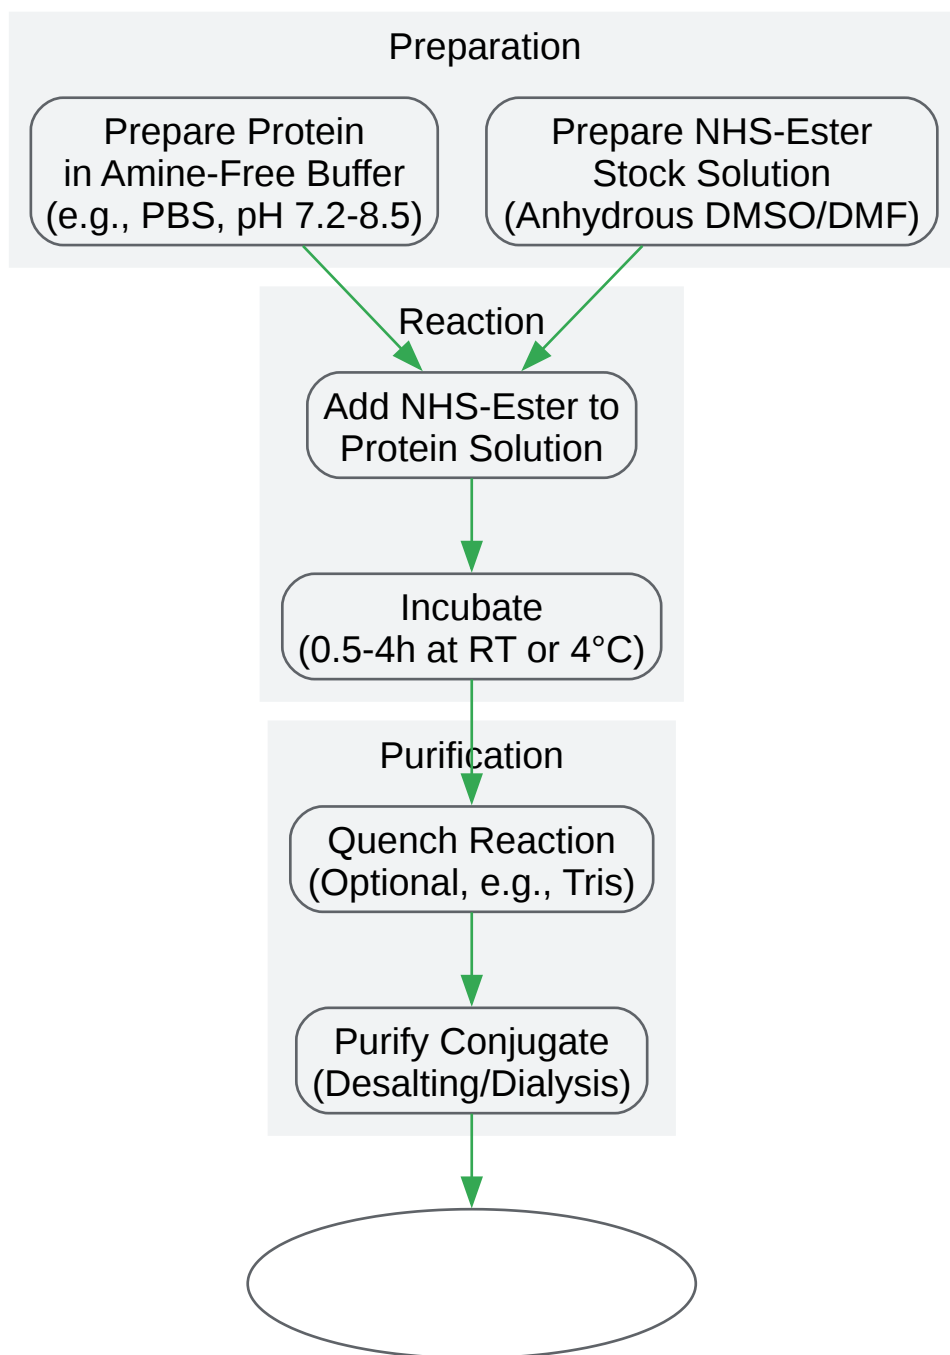 Preparation
Prepare Protein
in Amine-Free Buffer
(e.g., PBS, pH 7.2-8.5)
Prepare NHS-Ester
Stock Solution
(Anhydrous DMSO/DMF)
Reaction
Add NHS-Ester to
Protein Solution
Incubate
(0.5-4h at RT or 4°C)
Purification
Quench Reaction
(Optional, e.g., Tris)
Purify Conjugate
(Desalting/Dialysis)